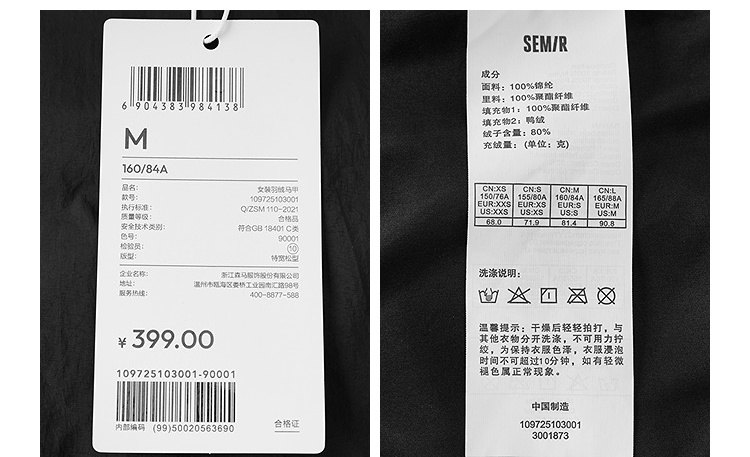 6 904383 984138
M
160/84A
品名: 女装羽绒马甲
款号: 109725103001
执行标准: Q/ZSM 110-2021
质量等级: 合格品
安全技术类别: 符合GB 18401 C类
色号: 90001
检验员: 10
版型: 特宽松型
企业名称: 浙江森马服饰股份有限公司
地址: 温州市瓯海区娄桥工业园南汇路98号
服务热线: 400-8877-588
¥ 399.00
109725103001-90001
内部编码 (99)50020563690
合格证
SEMIR
成分
面料: 100%锦纶
里料: 100%聚酯纤维
填充物1: 100%聚酯纤维
填充物2: 鸭绒
绒子含量: 80%
充绒量: (单位: 克)
CN:XS CN:S CN:M CN:L
150/76A 155/80A 160/84A 165/88A
EUR:XXS EUR:XS EUR:S EUR:M
US:XXS US:XS US:S US:M
68.0 71.9 81.4 90.8
洗涤说明:
温馨提示: 干燥后轻轻拍打, 与
其他衣物分开洗涤, 不可用力拧
绞, 为保持衣服色泽, 衣服浸泡
时间不可超过10分钟, 如有轻微
褪色属正常现象。
中国制造
109725103001
3001873